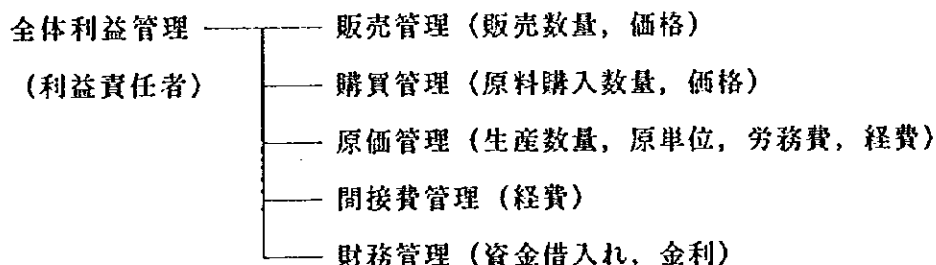 全体利益管理 販売管理（販売数量，価格）
（利益責任者） 購買管理（原料購入数量，価格）
原価管理（生産数量，原単位，労務費，経費）
間接費管理（経費）
財務管理（資金借入れ，金利）